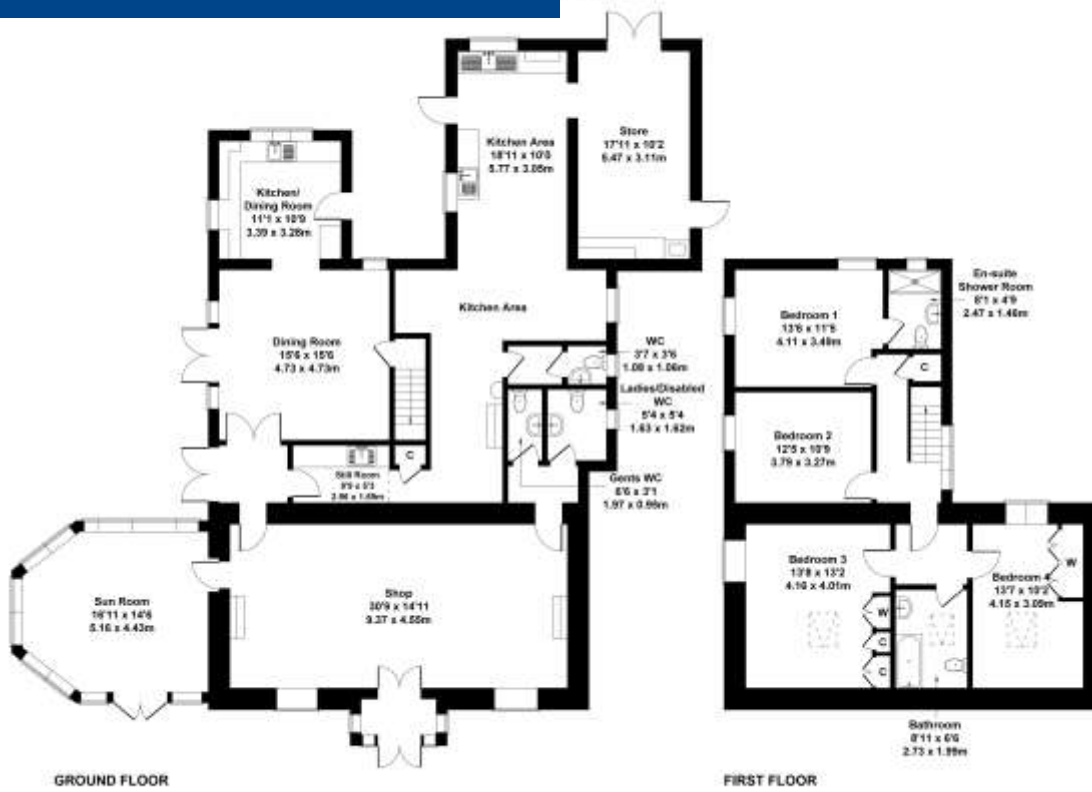 Store
17'11 x 10'2
5.47 x 3.11m
Kitchen Area
18'11 x 10'0
5.77 x 3.05m
Kitchen/
Dining Room
11'1 x 10'9
3.39 x 3.28m
Kitchen Area
Dining Room
15'6 x 15'6
4.73 x 4.73m
WC
3'7 x 3'6
1.08 x 1.06m
Ladies/Disabled
WC
5'4 x 5'4
1.63 x 1.62m
Gents WC
6'6 x 3'1
1.97 x 0.95m
C
Still Room
9'9 x 5'3
Shop
30'9 x 14'11
9.37 x 4.55m
Sun Room
16'11 x 14'6
5.16 x 4.43m
GROUND FLOOR
En-suite
Shower Room
8'1 x 4'9
2.47 x 1.46m
Bedroom 1
13'6 x 11'5
4.11 x 3.49m
C
Bedroom 2
12'5 x 10'9
3.79 x 3.27m
Bedroom 3
13'8 x 13'2
4.16 x 4.01m
W
C
C
Bedroom 4
13'7 x 10'2
4.15 x 3.09m
W
Bathroom
8'11 x 6'6
2.73 x 1.99m
FIRST FLOOR